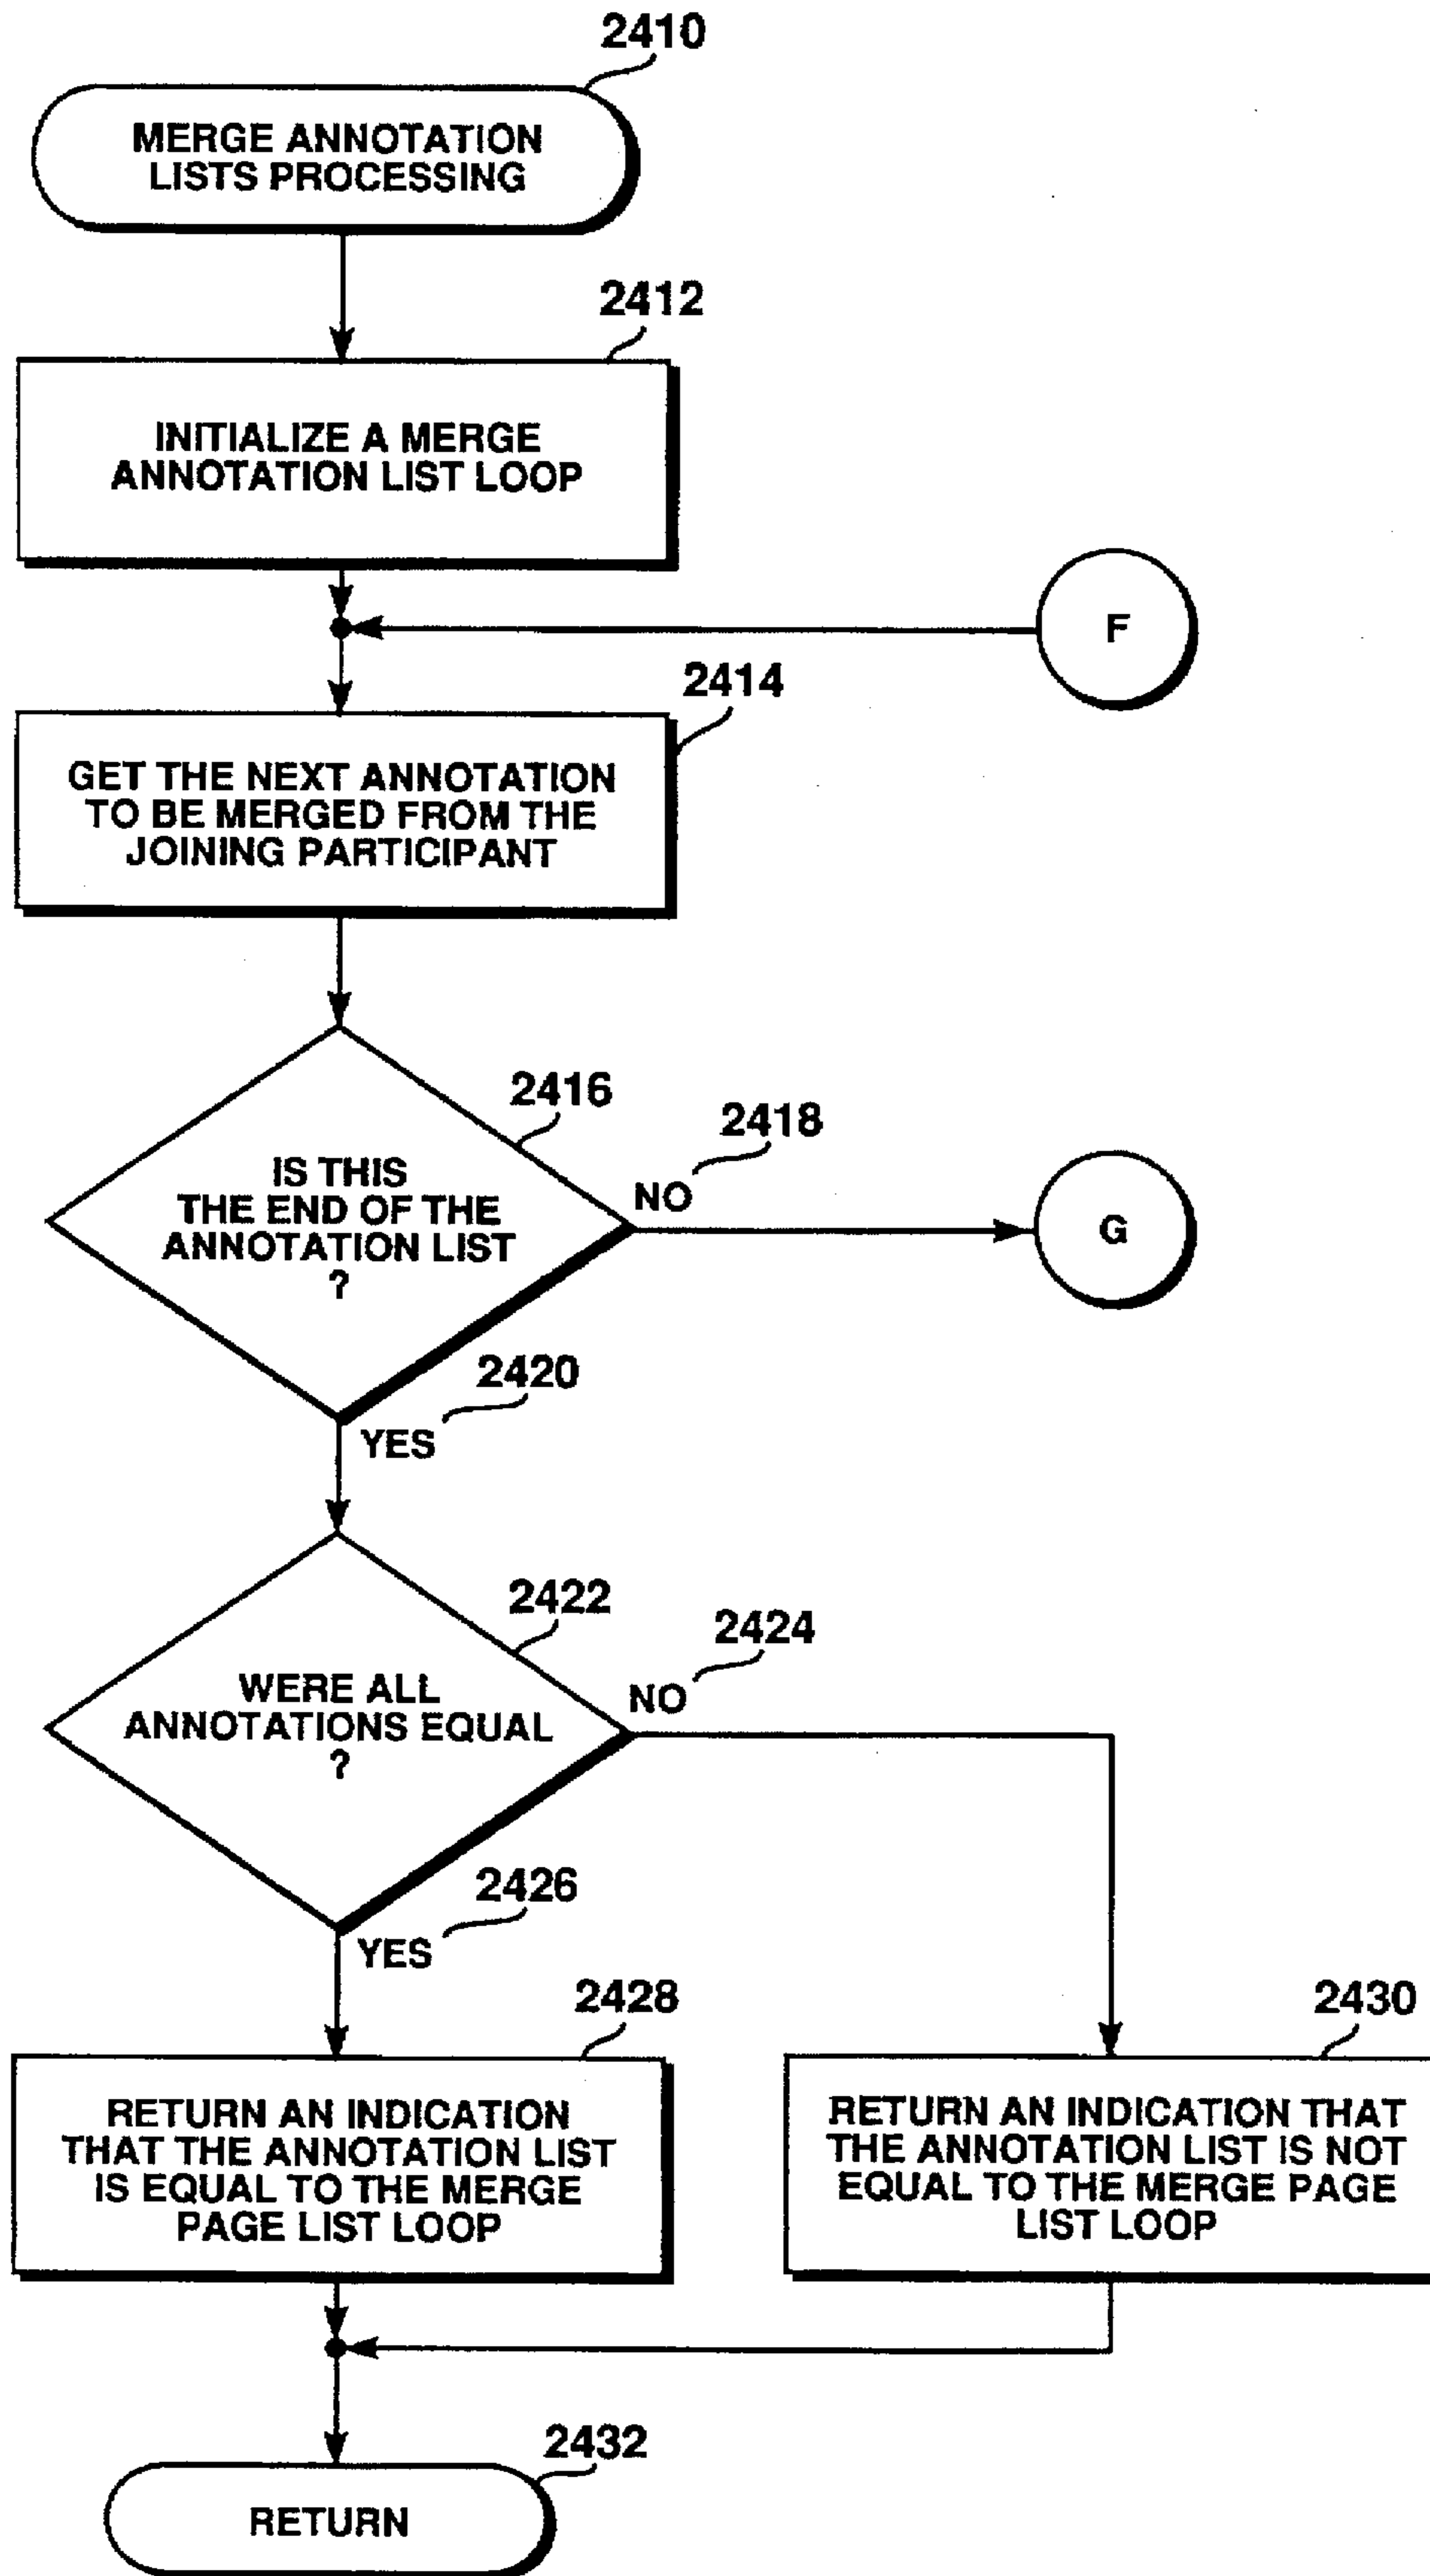 2410
MERGE ANNOTATION
LISTS PROCESSING
2412
INITIALIZE A MERGE
ANNOTATION LIST LOOP
F
2414
GET THE NEXT ANNOTATION
TO BE MERGED FROM THE
JOINING PARTICIPANT
2416
2418
IS THIS
THE END OF THE
ANNOTATION LIST
?
NO
G
2420
YES
2422
2424
WERE ALL
ANNOTATIONS EQUAL
?
NO
2426
YES
2428
RETURN AN INDICATION
THAT THE ANNOTATION LIST
IS EQUAL TO THE MERGE
PAGE LIST LOOP
2430
RETURN AN INDICATION THAT
THE ANNOTATION LIST IS NOT
EQUAL TO THE MERGE PAGE
LIST LOOP
2432
RETURN